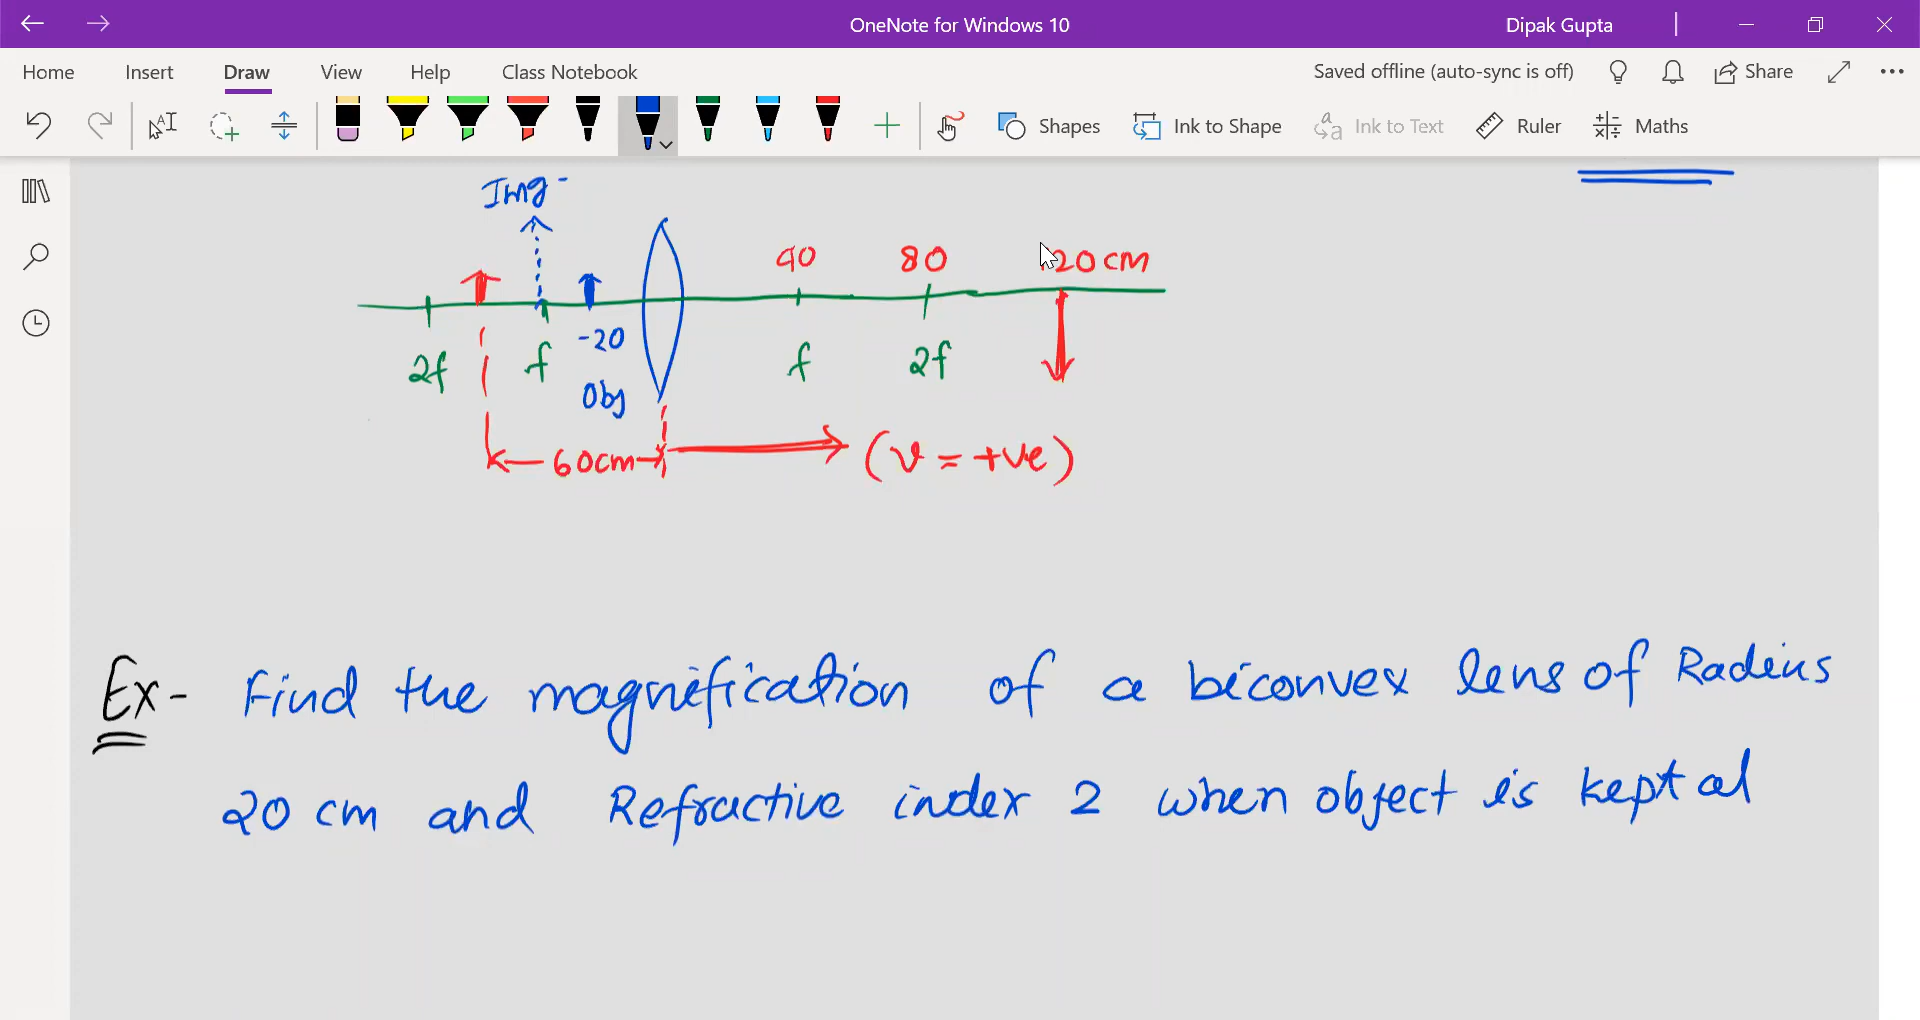 OneNote for Windows 10
Dipak Gupta
Home Insert Draw View Help Class Notebook
Saved offline (auto-sync is off)
Share
Shapes Ink to Shape Ink to Text Ruler Maths
Img -
40 80 20 cm
-20
2f f f 2f
Obj
60cm (v = +ve)
Ex- Find the magnification of a biconvex lens of Radius
20 cm and Refractive index 2 when object is kept at